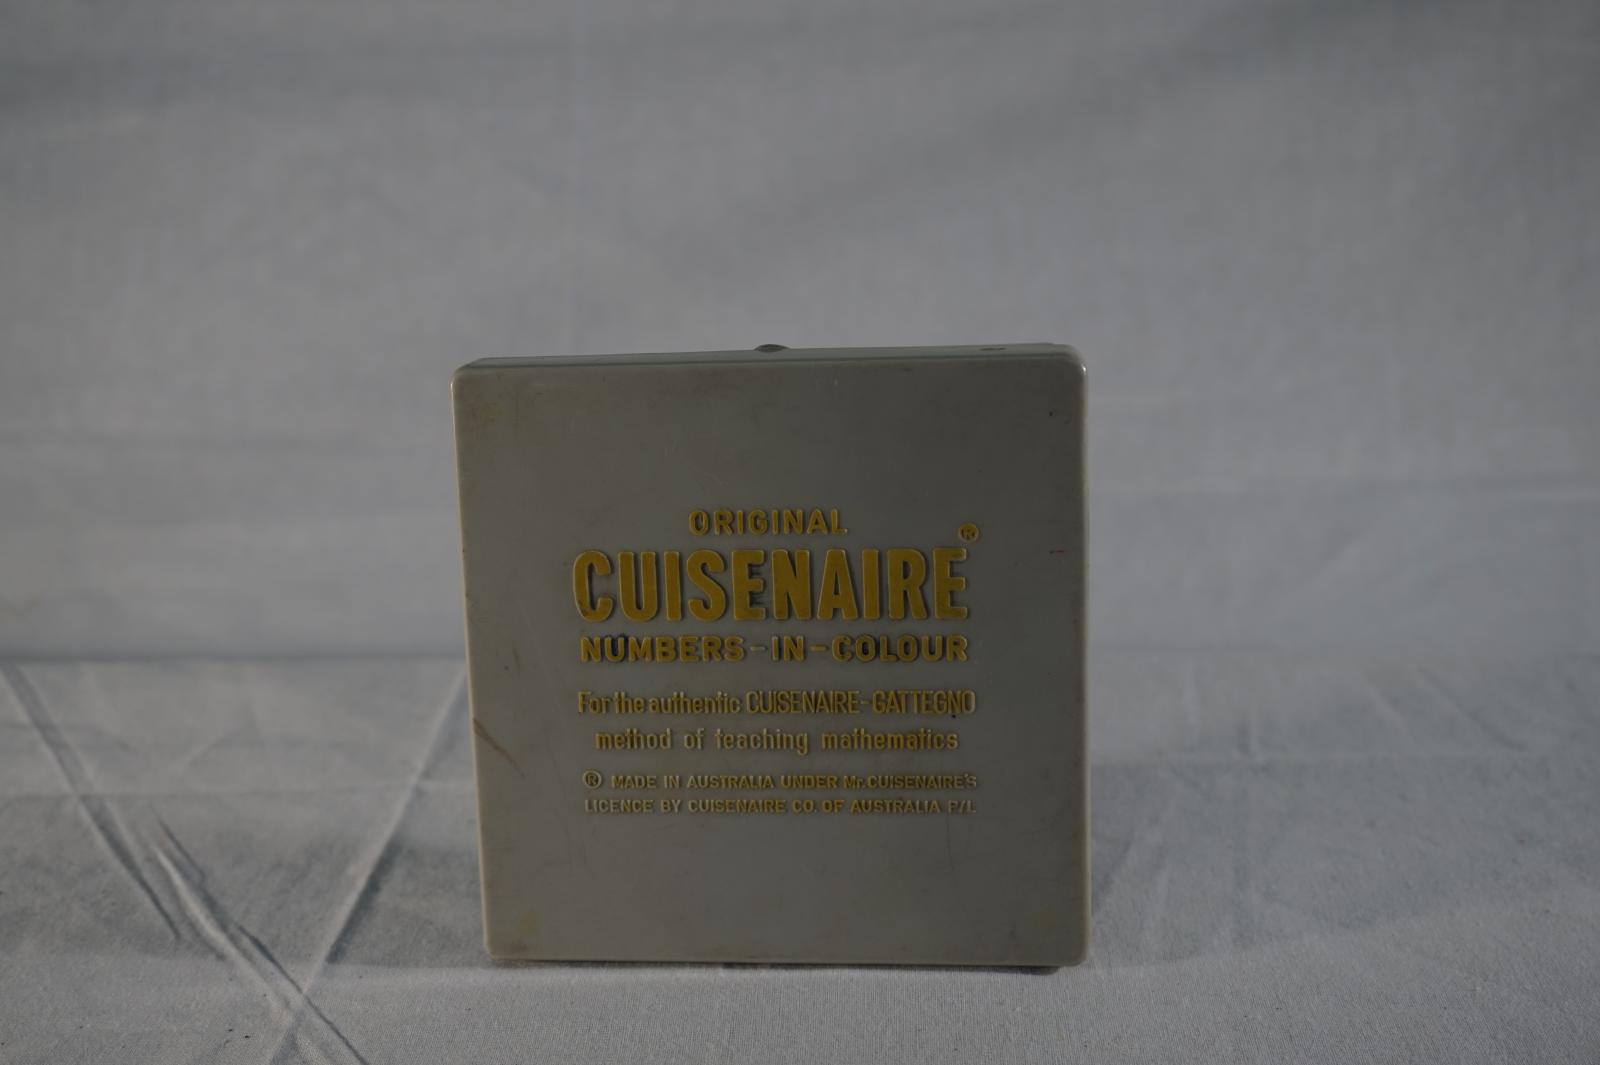 ORIGINAL
CUISENAIRE®
NUMBERS-IN-COLOUR
For the authentic CUISENAIRE-GATTEGNO
method of teaching mathematics
® MADE IN AUSTRALIA UNDER Mr. CUISENAIRE'S
LICENCE BY CUISENAIRE CO. OF AUSTRALIA P/L